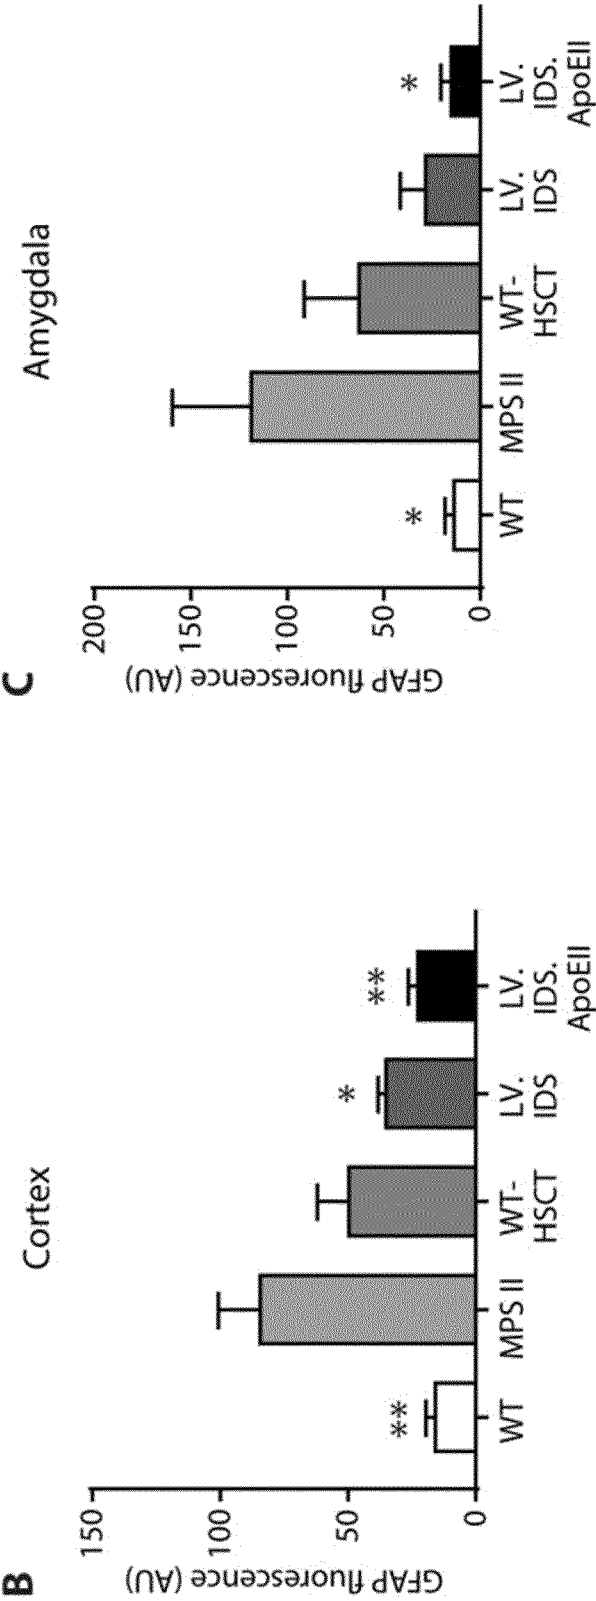 B
Cortex
GFAP fluorescence (AU)
150
100
50
0
WT
MPS II
WT-
HSCT
LV.
IDS
LV.
IDS.
ApoEII
**
*
**
C
Amygdala
GFAP fluorescence (AU)
200
150
100
50
0
WT
MPS II
WT-
HSCT
LV.
IDS
LV.
IDS.
ApoEII
*
*